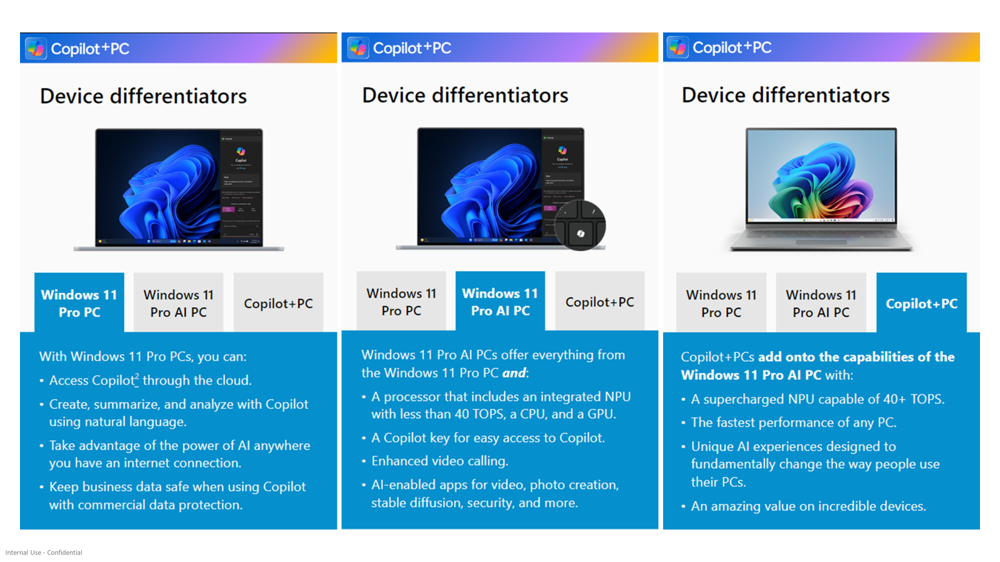 Copilot+PC
Device differentiators
Copilot
Windows 11
Pro PC
Windows 11
Pro AI PC
Copilot+PC
With Windows 11 Pro PCs, you can:
• Access Copilot² through the cloud.
• Create, summarize, and analyze with Copilot
using natural language.
• Take advantage of the power of AI anywhere
you have an internet connection.
• Keep business data safe when using Copilot
with commercial data protection.
Copilot+PC
Device differentiators
Copilot
Windows 11
Pro PC
Windows 11
Pro AI PC
Copilot+PC
Windows 11 Pro AI PCs offer everything from
the Windows 11 Pro PC and:
• A processor that includes an integrated NPU
with less than 40 TOPS, a CPU, and a GPU.
• A Copilot key for easy access to Copilot.
• Enhanced video calling.
• AI-enabled apps for video, photo creation,
stable diffusion, security, and more.
Copilot+PC
Device differentiators
Windows 11
Pro PC
Windows 11
Pro AI PC
Copilot+PC
Copilot+PCs add onto the capabilities of the
Windows 11 Pro AI PC with:
• A supercharged NPU capable of 40+ TOPS.
• The fastest performance of any PC.
• Unique AI experiences designed to
fundamentally change the way people use
their PCs.
• An amazing value on incredible devices.
Internal Use - Confidential